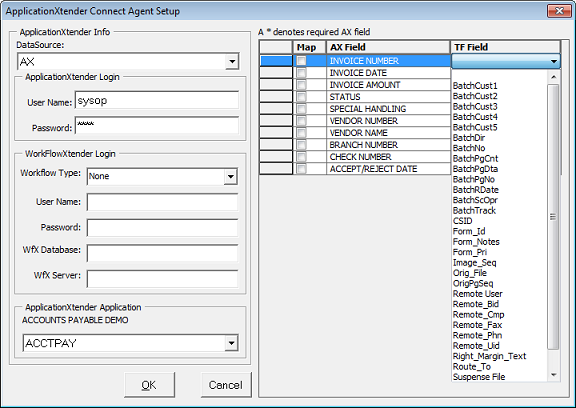 ApplicationXtender Connect Agent Setup
ApplicationXtender Info
DataSource:
AX
ApplicationXtender Login
User Name: sysop
Password: ****
WorkFlowXtender Login
Workflow Type: None
User Name:
Password:
WfX Database:
WfX Server:
ApplicationXtender Application
ACCOUNTS PAYABLE DEMO
ACCTPAY
OK
Cancel
A * denotes required AX field
Map AX Field TF Field
INVOICE NUMBER
INVOICE DATE
INVOICE AMOUNT
STATUS
SPECIAL HANDLING
VENDOR NUMBER
VENDOR NAME
BRANCH NUMBER
CHECK NUMBER
ACCEPT/REJECT DATE
BatchCust1
BatchCust2
BatchCust3
BatchCust4
BatchCust5
BatchDir
BatchNo
BatchPgCnt
BatchPgDta
BatchPgNo
BatchRDate
BatchScOpr
BatchTrack
CSID
Form_Id
Form_Notes
Form_Pri
Image_Seq
Orig_File
OrigPgSeq
Remote User
Remote_Bid
Remote_Cmp
Remote_Fax
Remote_Phn
Remote_Uid
Right_Margin_Text
Route_To
Suspense File